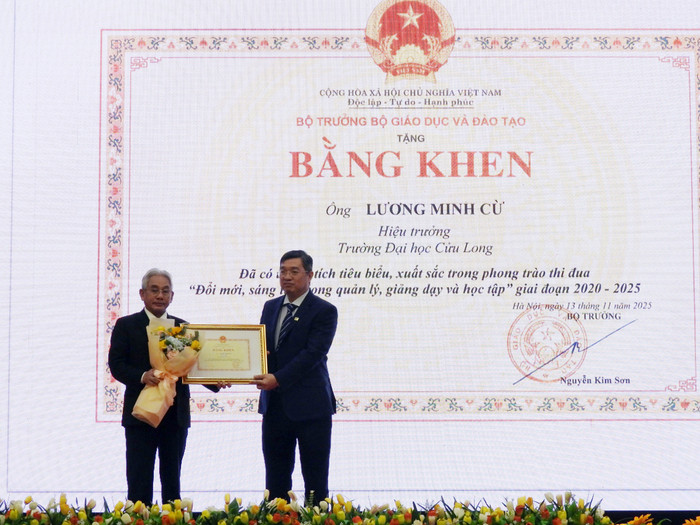 CỘNG HÒA XÃ HỘI CHỦ NGHĨA VIỆT NAM
Độc lập - Tự do - Hạnh phúc
BỘ TRƯỞNG BỘ GIÁO DỤC VÀ ĐÀO TẠO
TẶNG
BẰNG KHEN
Ông LƯƠNG MINH CỪ
Hiệu trưởng
Trường Đại học Cửu Long
Đã có tích tiêu biểu, xuất sắc trong phong trào thi đua
“Đổi mới, sáng trong quản lý, giảng dạy và học tập” giai đoạn 2020 - 2025
Hà Nội, ngày 13 tháng 11 năm 2025
BỘ TRƯỞNG
Nguyễn Kim Sơn
BẰNG KHEN